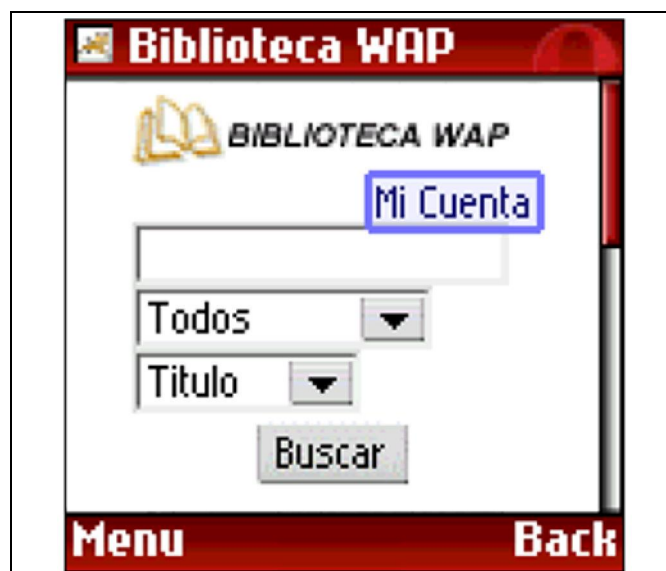 Biblioteca WAP
BIBLIOTECA WAP
Mi Cuenta
Todos
Titulo
Buscar
Menu Back